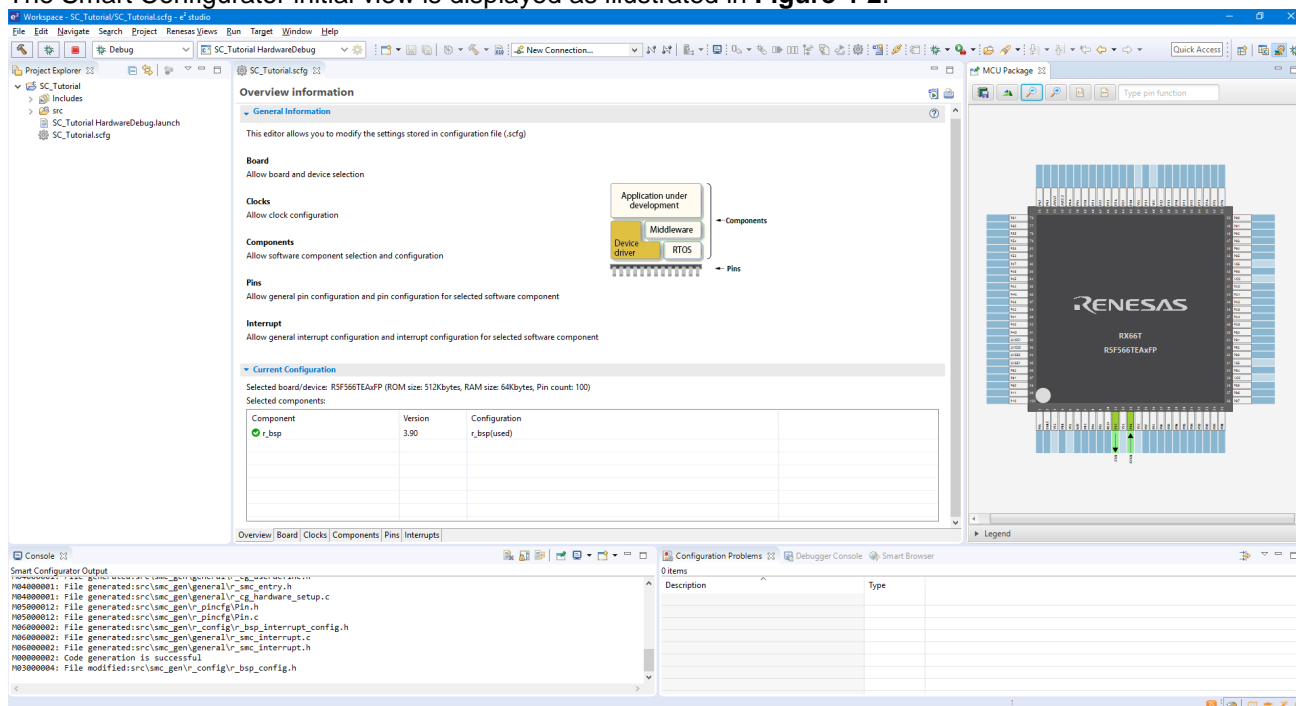 The Smart Configurator initial view is displayed as illustrated in Figure 4-2.
Workspace - SC_Tutorial/SC_Tutorial.scfg - e² studio
File Edit Navigate Search Project Renesas Views Run Target Window Help
Debug
SC_Tutorial HardwareDebug
New Connection...
Quick Access
Project Explorer
SC_Tutorial
Includes
src
SC_Tutorial HardwareDebug.launch
SC_Tutorial.scfg
SC_Tutorial.scfg
Overview information
General Information
This editor allows you to modify the settings stored in configuration file (.scfg)
Board
Allow board and device selection
Clocks
Allow clock configuration
Components
Allow software component selection and configuration
Pins
Allow general pin configuration and pin configuration for selected software component
Interrupt
Allow general interrupt configuration and interrupt configuration for selected software component
Application under
development
Middleware
Device
driver
RTOS
Components
Pins
Current Configuration
Selected board/device: R5F566TEAxFP (ROM size: 512Kbytes, RAM size: 64Kbytes, Pin count: 100)
Selected components:
Component Version Configuration
r_bsp 3.90 r_bsp(used)
Overview Board Clocks Components Pins Interrupts
MCU Package
Type pin function
RENESAS
RX66T
R5F566TEAxFP
Legend
Console
Smart Configurator Output
M04000001: File generated:src\smc_gen\general\r_cg_userdefine.h
M04000001: File generated:src\smc_gen\general\r_smc_entry.h
M04000001: File generated:src\smc_gen\general\r_cg_hardware_setup.c
M05000012: File generated:src\smc_gen\r_pincfg\Pin.h
M05000012: File generated:src\smc_gen\r_pincfg\Pin.c
M06000002: File generated:src\smc_gen\r_config\r_bsp_interrupt_config.h
M06000002: File generated:src\smc_gen\general\r_smc_interrupt.c
M06000002: File generated:src\smc_gen\general\r_smc_interrupt.h
M00000002: Code generation is successful
M03000004: File modified:src\smc_gen\r_config\r_bsp_config.h
Configuration Problems Debugger Console Smart Browser
0 items
Description Type